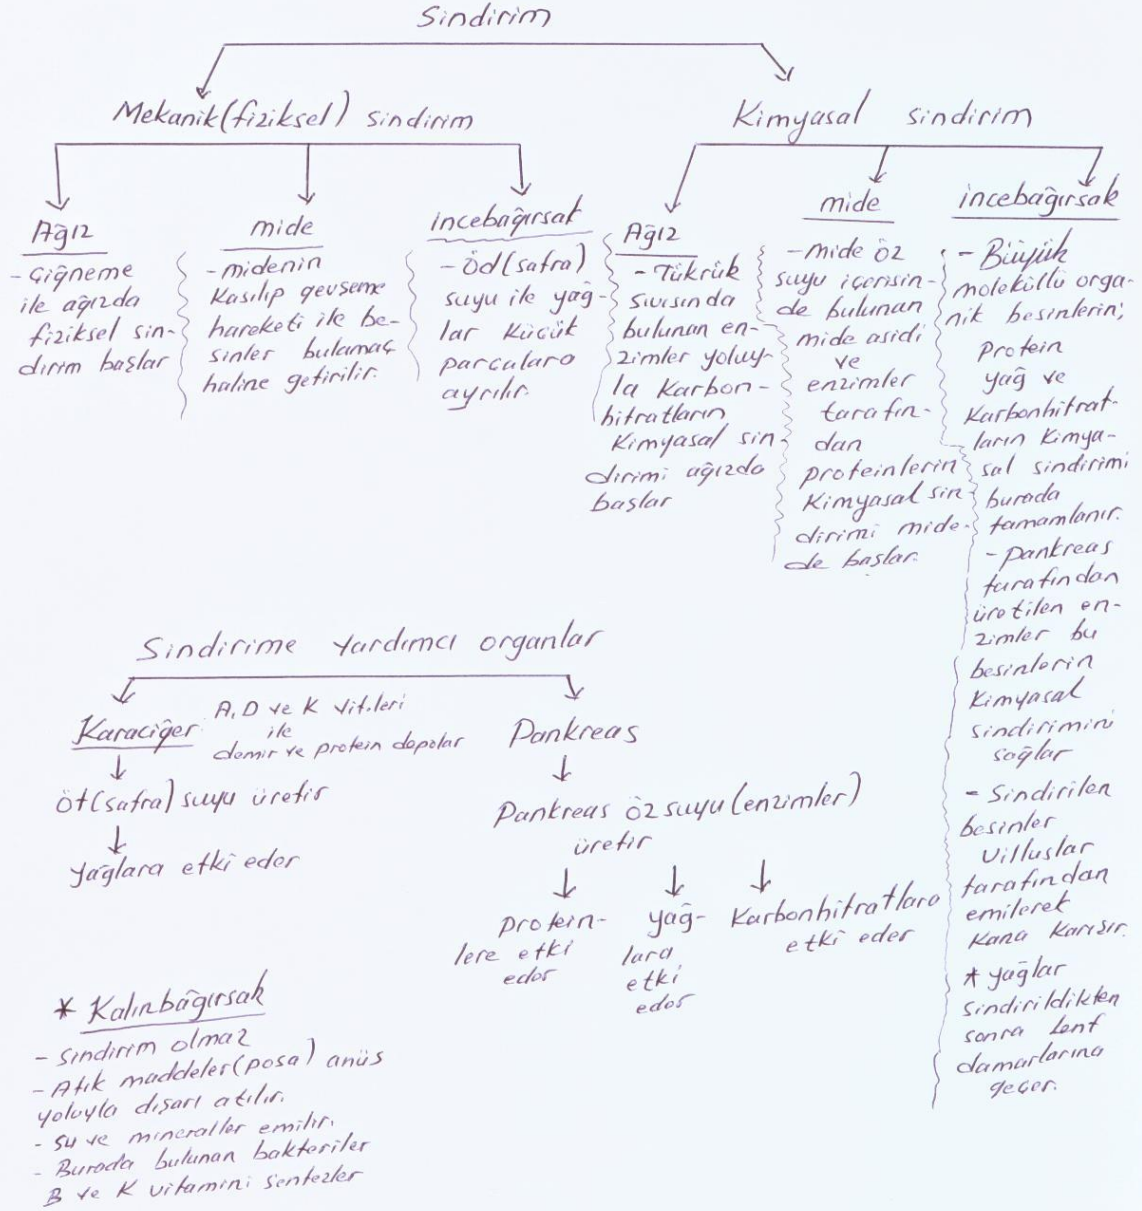 Sindirim
Mekanik(fiziksel) sindirim
Ağız
- Çiğneme
ile ağızda
fiziksel sin-
dirim başlar
mide
- midenin
Kasılıp gevşeme
hareketi ile be-
sinler bulamaç
haline getirilir.
incebağırsak
- Öd(safra)
suyu ile yağ-
lar küçük
parçalara
ayrılır.
Kimyasal sindirim
Ağız
- Tükrük
sıvısında
bulunan en-
zimler yoluy-
la karbon-
hitratların
Kimyasal sin-
dirimi ağızda
başlar
mide
- mide öz
suyu içerisin-
de bulunan
mide asidi
ve
enzimler
tarafın-
dan
proteinlerin
Kimyasal sin-
dirimi mide-
de başlar.
incebağırsak
- Büyük
moleküllü orga-
nik besinlerin;
protein
yağ ve
Karbonhitrat-
ların kimya-
sal sindirimi
burada
tamamlanır.
- pankreas
tarafından
üretilen en-
zimler bu
besinlerin
Kimyasal
sindirimini
sağlar
- Sindirilen
besinler
villuslar
tarafından
emilerek
Kana Karışır.
* yağlar
sindirildikten
sonra lenf
damarlarına
geçer.
Sindirime yardımcı organlar
Karaciğer
A, D ve K vit.leri
ile
demir ve protein depolar
öt(safra) suyu üretir
yağlara etki eder
Pankreas
Pankreas öz suyu (enzimler)
üretir
protein-
lere etki
eder
yağ-
lara
etki
eder
Karbonhitratlara
etki eder
* Kalınbağırsak
- sindirim olmaz
- Atık maddeler(posa) anüs
yoluyla dışarı atılır.
- su ve mineraller emilir.
- Burada bulunan bakteriler
B ve K vitamini sentezler